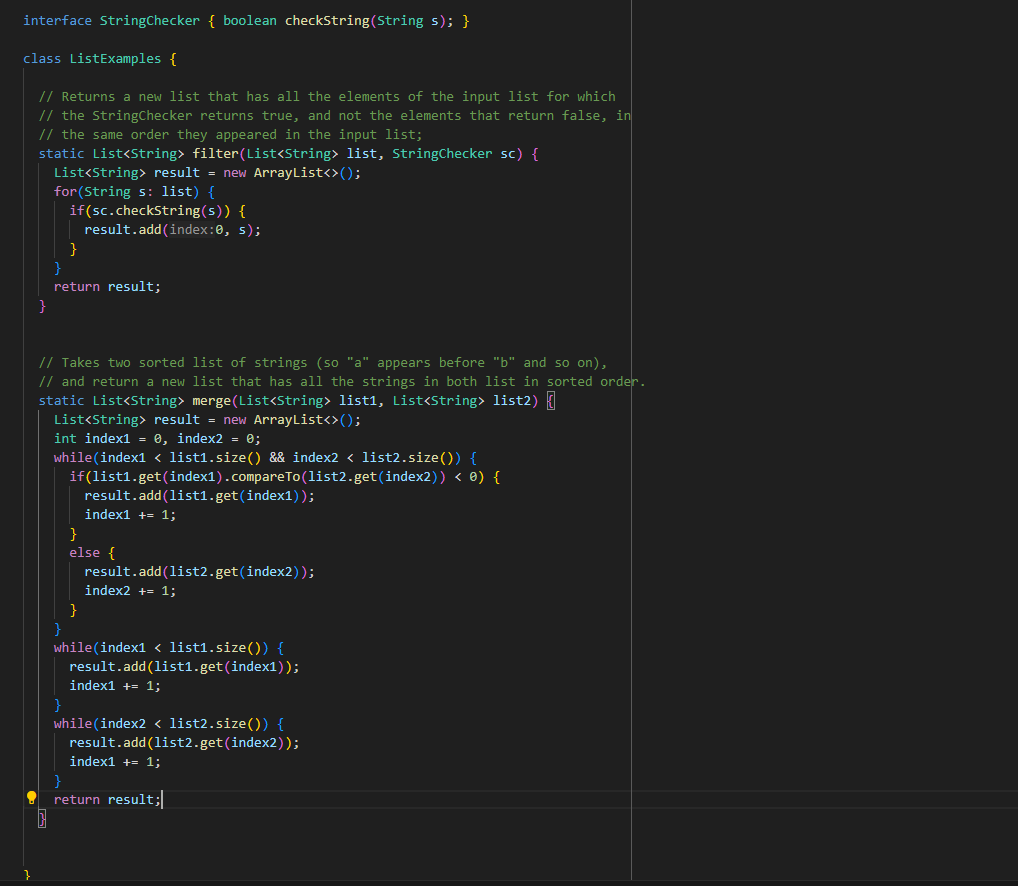 interface StringChecker { boolean checkString(String s); }
class ListExamples {
// Returns a new list that has all the elements of the input list for which
// the StringChecker returns true, and not the elements that return false, in
// the same order they appeared in the input list;
static List<String> filter(List<String> list, StringChecker sc) {
List<String> result = new ArrayList<>();
for(String s: list) {
if(sc.checkString(s)) {
result.add(index:0, s);
}
}
return result;
}
// Takes two sorted list of strings (so "a" appears before "b" and so on),
// and return a new list that has all the strings in both list in sorted order.
static List<String> merge(List<String> list1, List<String> list2) {
List<String> result = new ArrayList<>();
int index1 = 0, index2 = 0;
while(index1 < list1.size() && index2 < list2.size()) {
if(list1.get(index1).compareTo(list2.get(index2)) < 0) {
result.add(list1.get(index1));
index1 += 1;
}
else {
result.add(list2.get(index2));
index2 += 1;
}
}
while(index1 < list1.size()) {
result.add(list1.get(index1));
index1 += 1;
}
while(index2 < list2.size()) {
result.add(list2.get(index2));
index1 += 1;
}
return result;
}
}